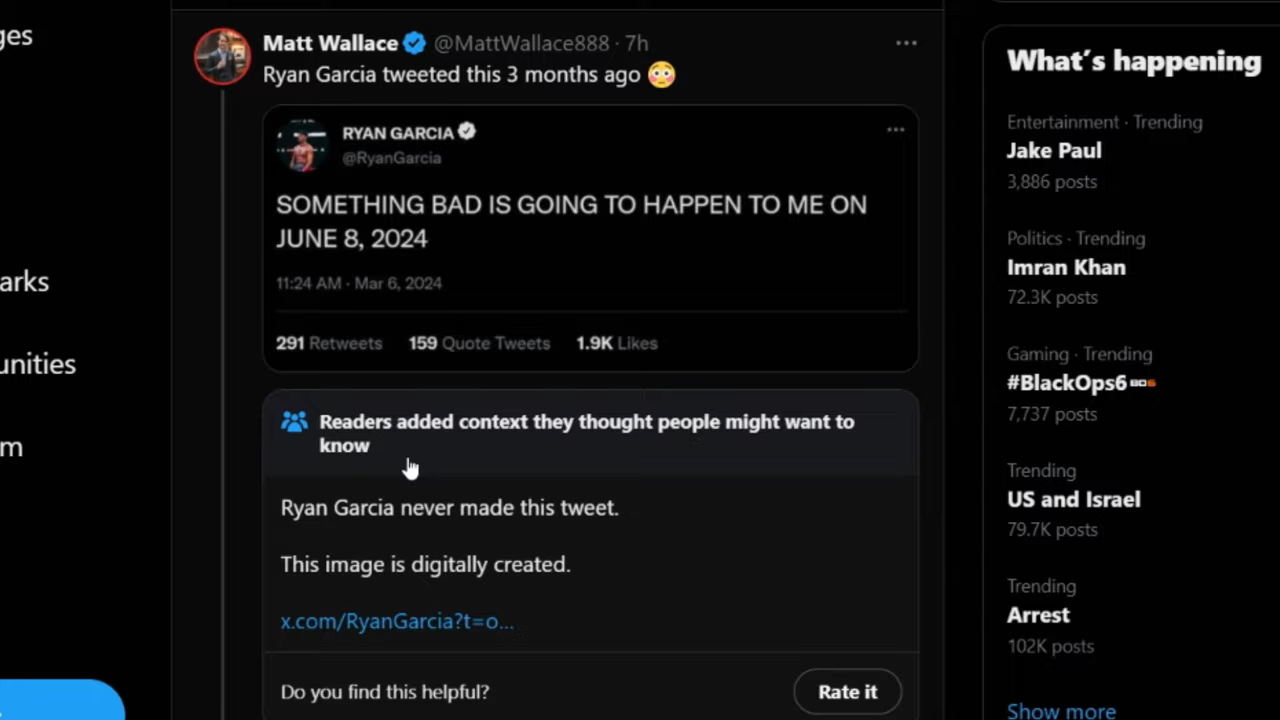 ges
arks
unities
m
Matt Wallace @MattWallace888 · 7h
Ryan Garcia tweeted this 3 months ago 😳
RYAN GARCIA
@RyanGarcia
SOMETHING BAD IS GOING TO HAPPEN TO ME ON
JUNE 8, 2024
11:24 AM · Mar 6, 2024
291 Retweets 159 Quote Tweets 1.9K Likes
Readers added context they thought people might want to
know
Ryan Garcia never made this tweet.
This image is digitally created.
x.com/RyanGarcia?t=o...
Do you find this helpful?
Rate it
What's happening
Entertainment · Trending
Jake Paul
3,886 posts
Politics · Trending
Imran Khan
72.3K posts
Gaming · Trending
#BlackOps6
7,737 posts
Trending
US and Israel
79.7K posts
Trending
Arrest
102K posts
Show more